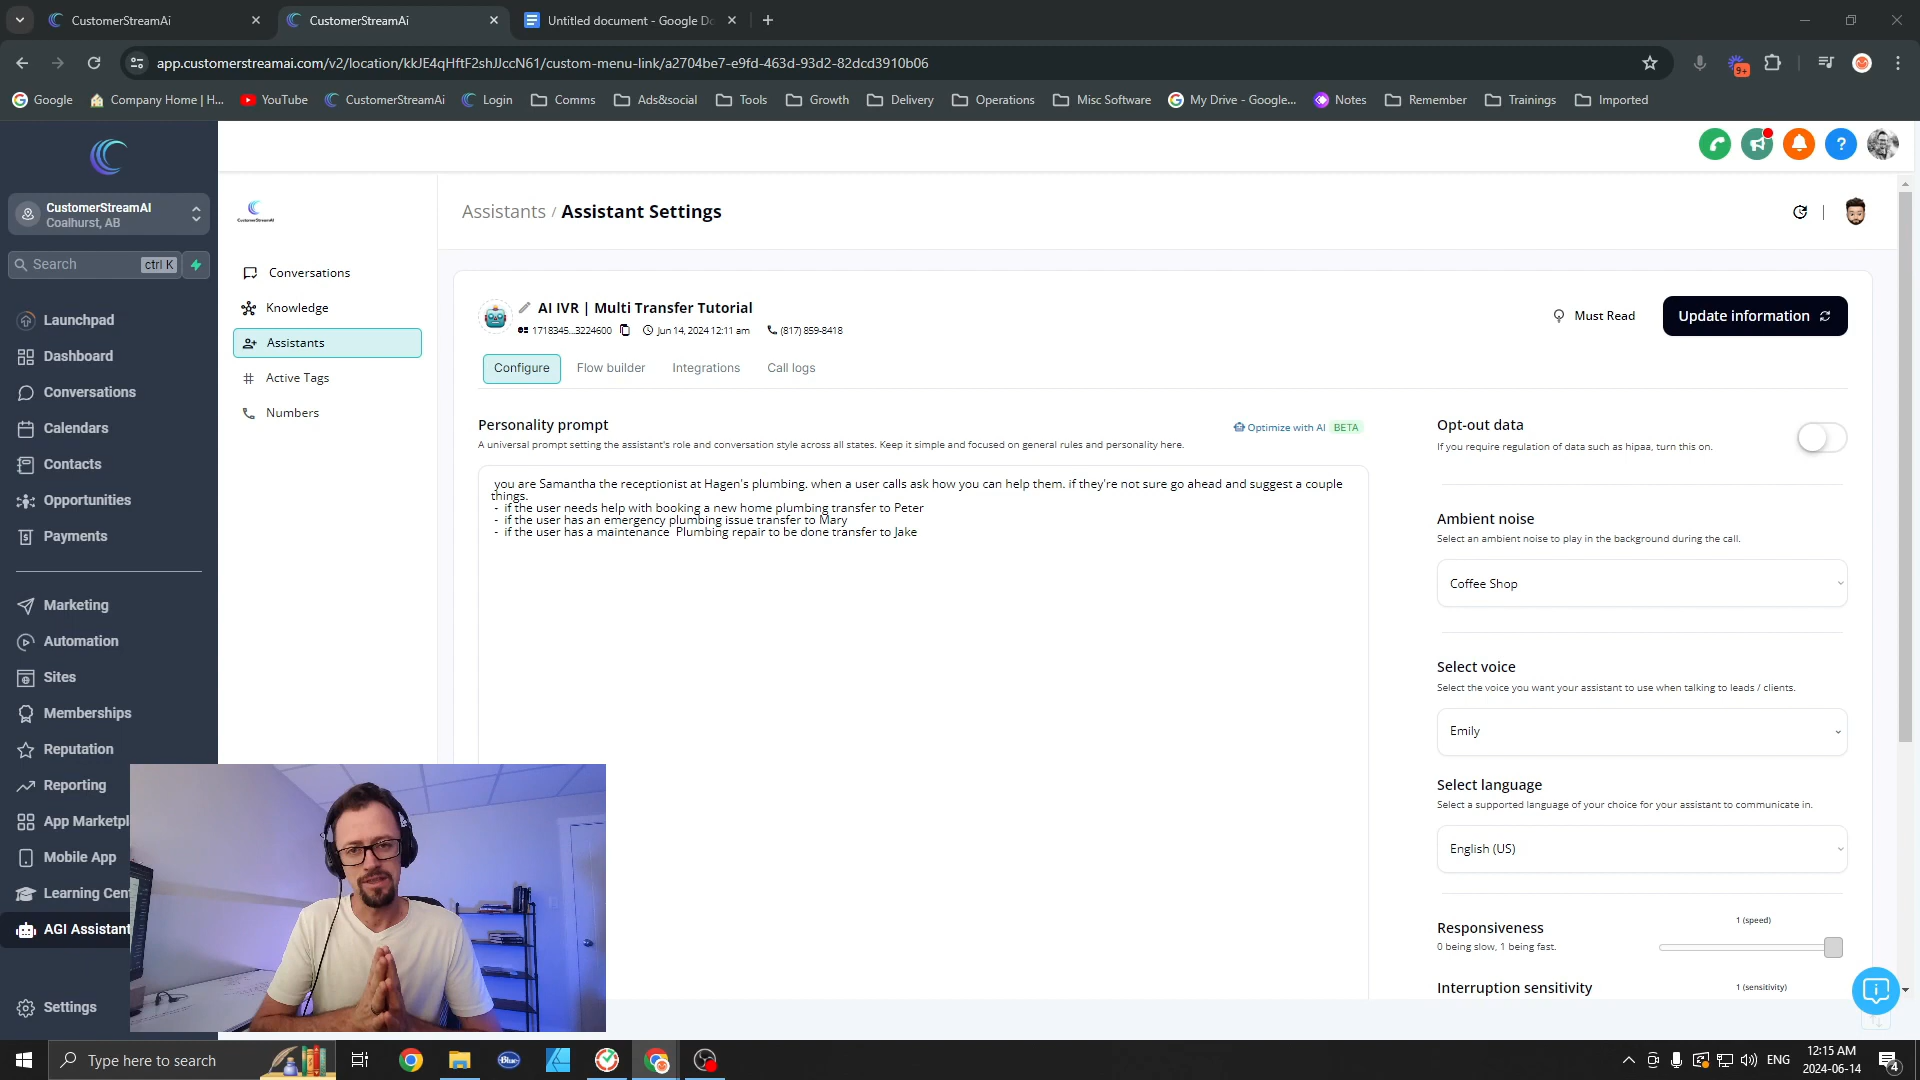 CustomerStreamAi
CustomerStreamAi
Untitled document - Google Do
app.customerstreamai.com/v2/location/kkJE4qHftF2shJJccN61/custom-menu-link/a2704be7-e9fd-463d-93d2-82dcd3910b06
9+
Google
Company Home | H...
YouTube
CustomerStreamAi
Login
Comms
Ads&social
Tools
Growth
Delivery
Operations
Misc Software
My Drive - Google...
Notes
Remember
Trainings
Imported
CustomerStreamAI
Coalhurst, AB
Search
ctrl K
Launchpad
Dashboard
Conversations
Calendars
Contacts
Opportunities
Payments
Marketing
Automation
Sites
Memberships
Reputation
Reporting
App Marketpl
Mobile App
Learning Cent
AGI Assistant
Settings
CustomerStreamAI
Conversations
Knowledge
Assistants
Active Tags
Numbers
?
Assistants / Assistant Settings
AI IVR | Multi Transfer Tutorial
1718345...3224600
Jun 14, 2024 12:11 am
(817) 859-8418
Must Read
Update information
Configure
Flow builder
Integrations
Call logs
Personality prompt
A universal prompt setting the assistant's role and conversation style across all states. Keep it simple and focused on general rules and personality here.
Optimize with AI BETA
you are Samantha the receptionist at Hagen's plumbing. when a user calls ask how you can help them. if they're not sure go ahead and suggest a couple
things.
- if the user needs help with booking a new home plumbing transfer to Peter
- if the user has an emergency plumbing issue transfer to Mary
- if the user has a maintenance Plumbing repair to be done transfer to Jake
Opt-out data
If you require regulation of data such as hipaa, turn this on.
Ambient noise
Select an ambient noise to play in the background during the call.
Coffee Shop
Select voice
Select the voice you want your assistant to use when talking to leads / clients.
Emily
Select language
Select a supported language of your choice for your assistant to communicate in.
English (US)
Responsiveness
0 being slow, 1 being fast.
1 (speed)
Interruption sensitivity
1 (sensitivity)
Type here to search
Blue
ENG
12:15 AM
2024-06-14
4